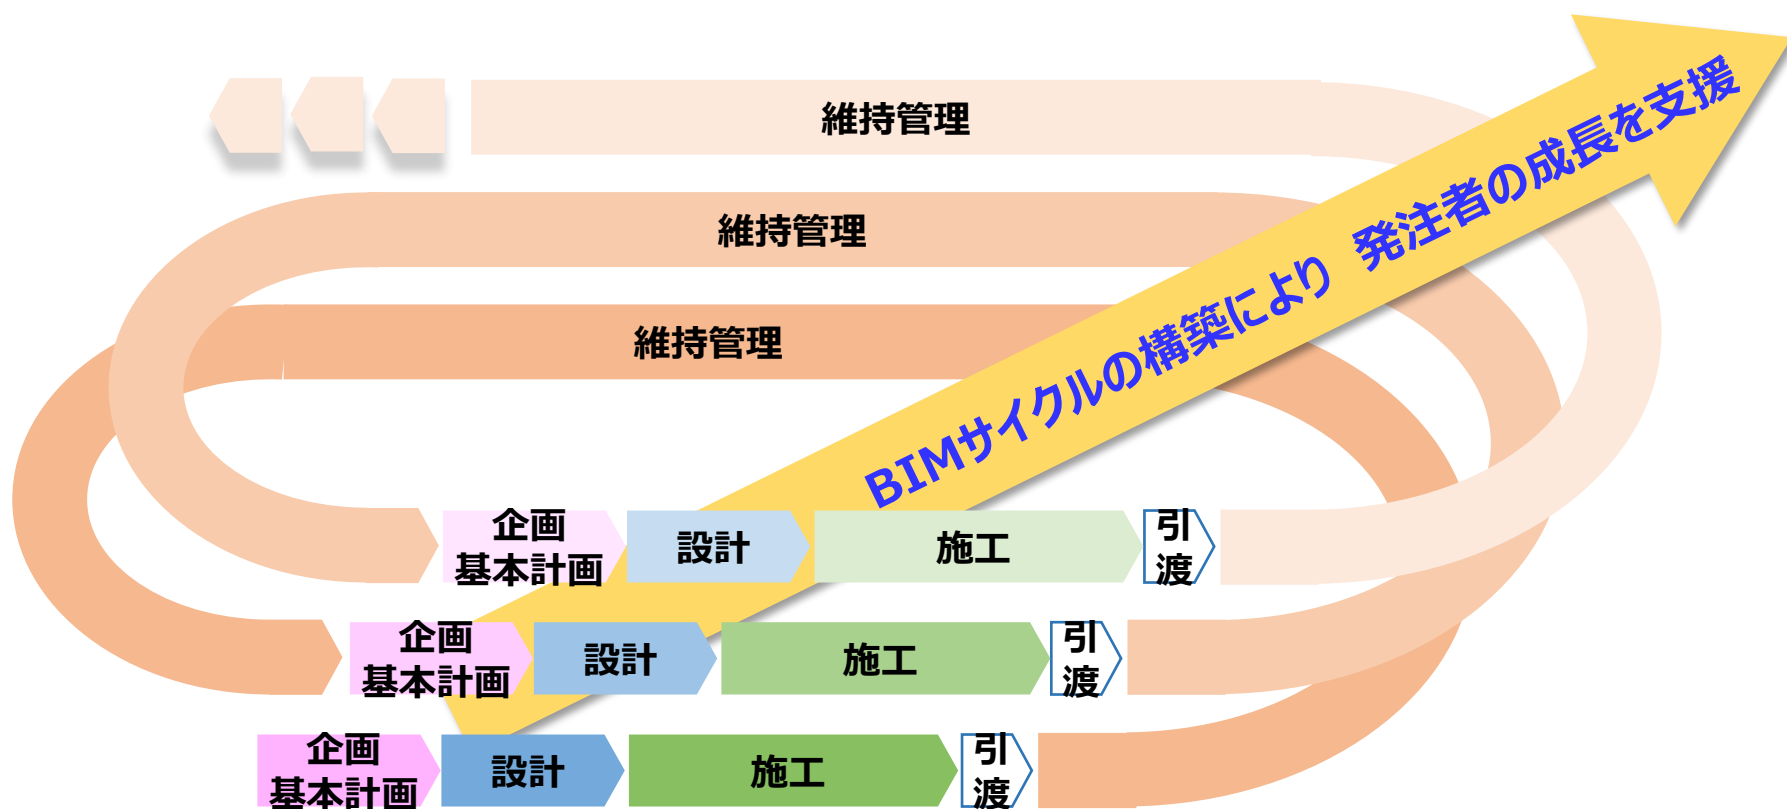 維持管理
維持管理
維持管理
BIMサイクルの構築により 発注者の成長を支援
企画
基本計画
設計
施工
引
渡
企画
基本計画
設計
施工
引
渡
企画
基本計画
設計
施工
引
渡